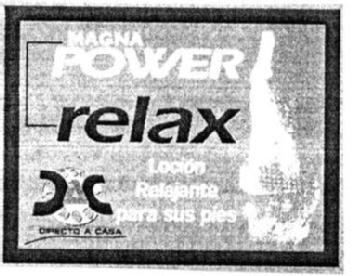 MAGNA
POWER
relax
Loción
Relajante
para sus pies
DIRECTO A CASA